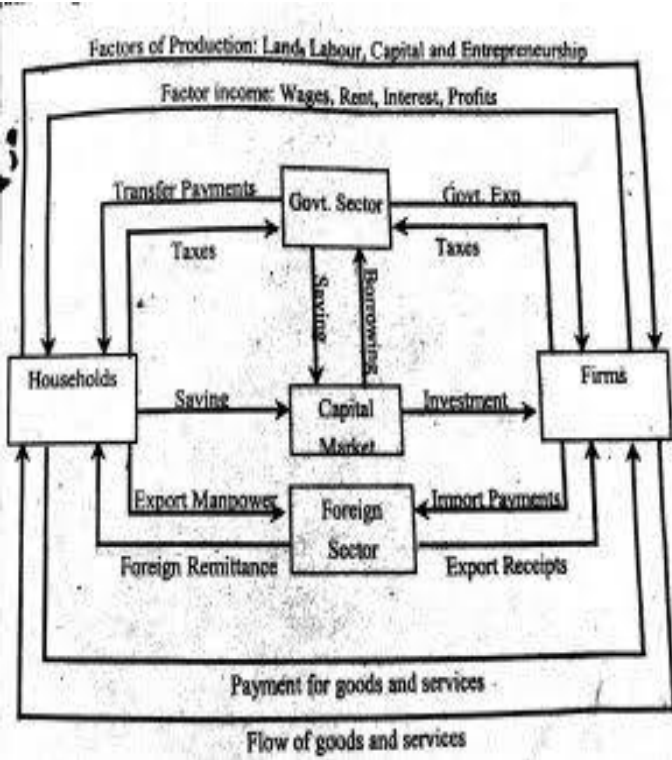 Factors of Production: Land, Labour, Capital and Entrepreneurship
Factor income: Wages, Rent, Interest, Profits
Transfer Payments
Govt. Sector
Govt. Exp.
Taxes
Taxes
Saving
Borrowing
Households
Firms
Saving
Capital
Market
Investment
Export Manpower
Foreign
Sector
Import Payments
Foreign Remittance
Export Receipts
Payment for goods and services
Flow of goods and services